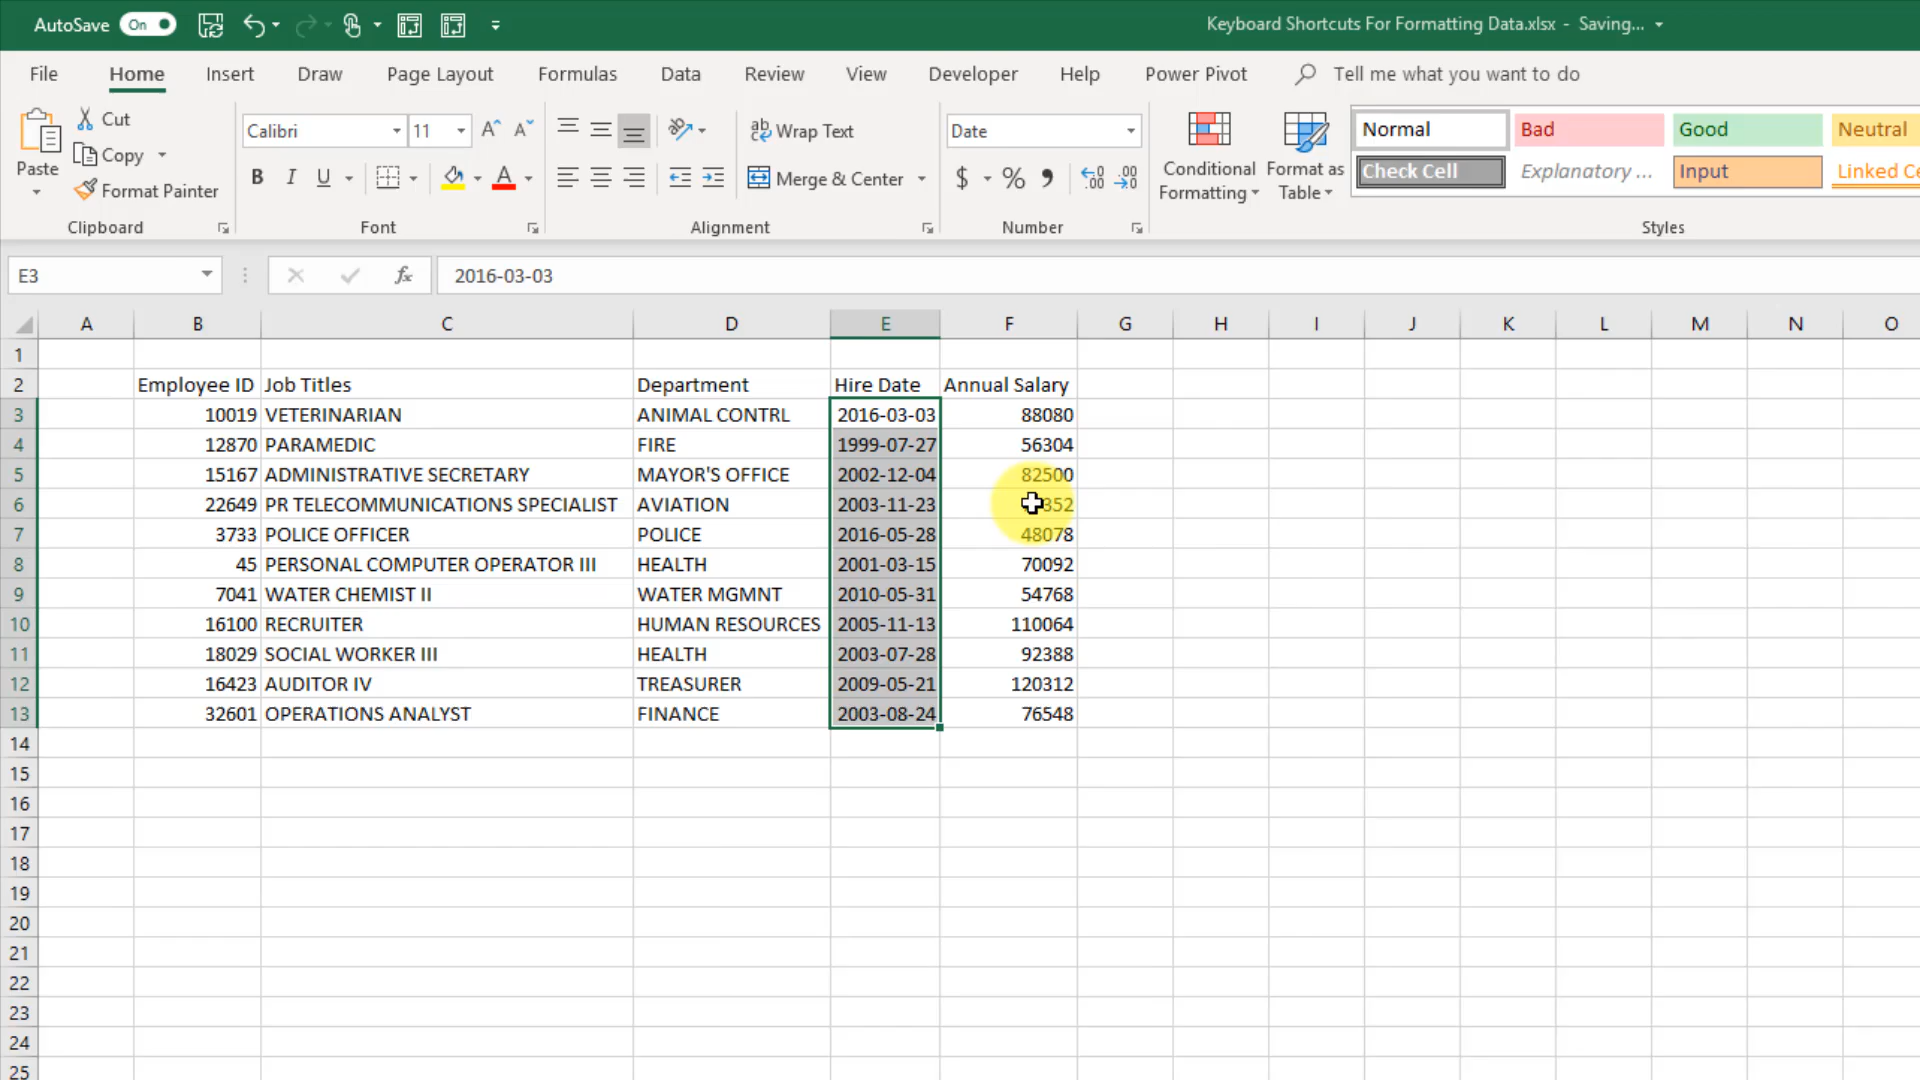 AutoSave On Keyboard Shortcuts For Formatting Data.xlsx - Saving...
File Home Insert Draw Page Layout Formulas Data Review View Developer Help Power Pivot Tell me what you want to do
Paste
Cut
Copy
Format Painter
Clipboard
Calibri 11
B I U A
Font
ab Wrap Text
Merge & Center
Alignment
Date
$ % 9 .00 .00
Number
Conditional Formatting
Format as Table
Normal Bad Good Neutral
Check Cell Explanatory ... Input Linked Ce
Styles
E3 fx 2016-03-03
A B C D E F G H I J K L M N O
1
2 Employee ID Job Titles Department Hire Date Annual Salary
3 10019 VETERINARIAN ANIMAL CONTRL 2016-03-03 88080
4 12870 PARAMEDIC FIRE 1999-07-27 56304
5 15167 ADMINISTRATIVE SECRETARY MAYOR'S OFFICE 2002-12-04 82500
6 22649 PR TELECOMMUNICATIONS SPECIALIST AVIATION 2003-11-23
7 3733 POLICE OFFICER POLICE 2016-05-28 48078
8 45 PERSONAL COMPUTER OPERATOR III HEALTH 2001-03-15 70092
9 7041 WATER CHEMIST II WATER MGMNT 2010-05-31 54768
10 16100 RECRUITER HUMAN RESOURCES 2005-11-13 110064
11 18029 SOCIAL WORKER III HEALTH 2003-07-28 92388
12 16423 AUDITOR IV TREASURER 2009-05-21 120312
13 32601 OPERATIONS ANALYST FINANCE 2003-08-24 76548
14
15
16
17
18
19
20
21
22
23
24
25